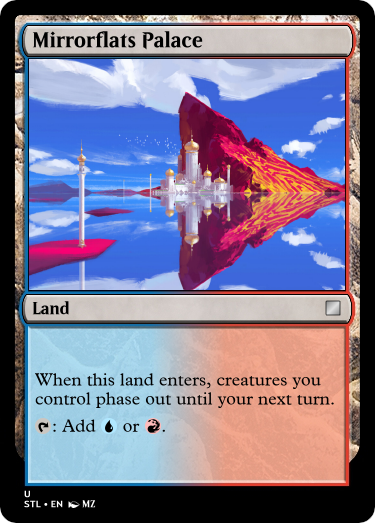 Mirrorflats Palace
Land
When this land enters, creatures you
control phase out until your next turn.
: Add or .
U
STL • EN MZ